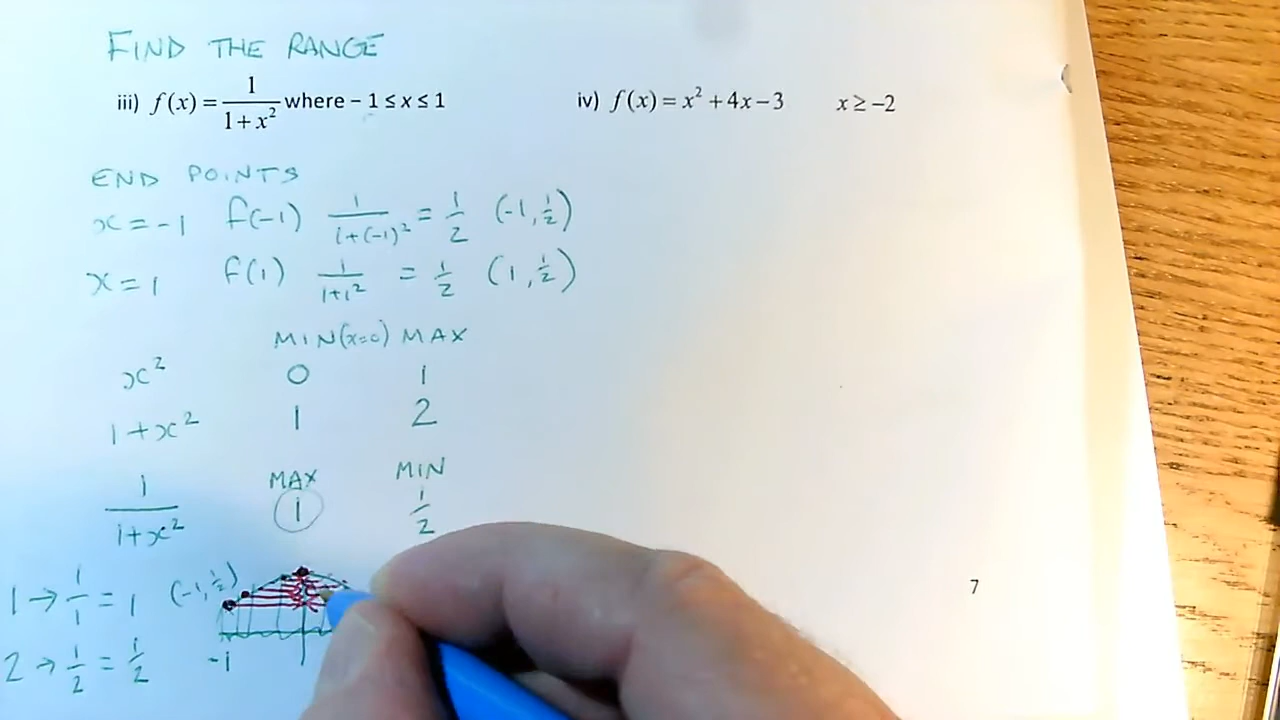 FIND THE RANGE
iii) f(x) = 1/(1+x²) where – 1 ≤ x ≤ 1
iv) f(x) = x² + 4x – 3 x ≥ –2
END POINTS
x = -1 f(-1) 1/(1+(-1)²) = 1/2 (-1, 1/2)
x = 1 f(1) 1/(1+1²) = 1/2 (1, 1/2)
MIN(x=0) MAX
x² 0 1
1+x² 1 2
MAX MIN
1/(1+x²) 1 1/2
1 → 1/1 = 1 (-1, 1/2)
2 → 1/2 = 1/2 -1
7